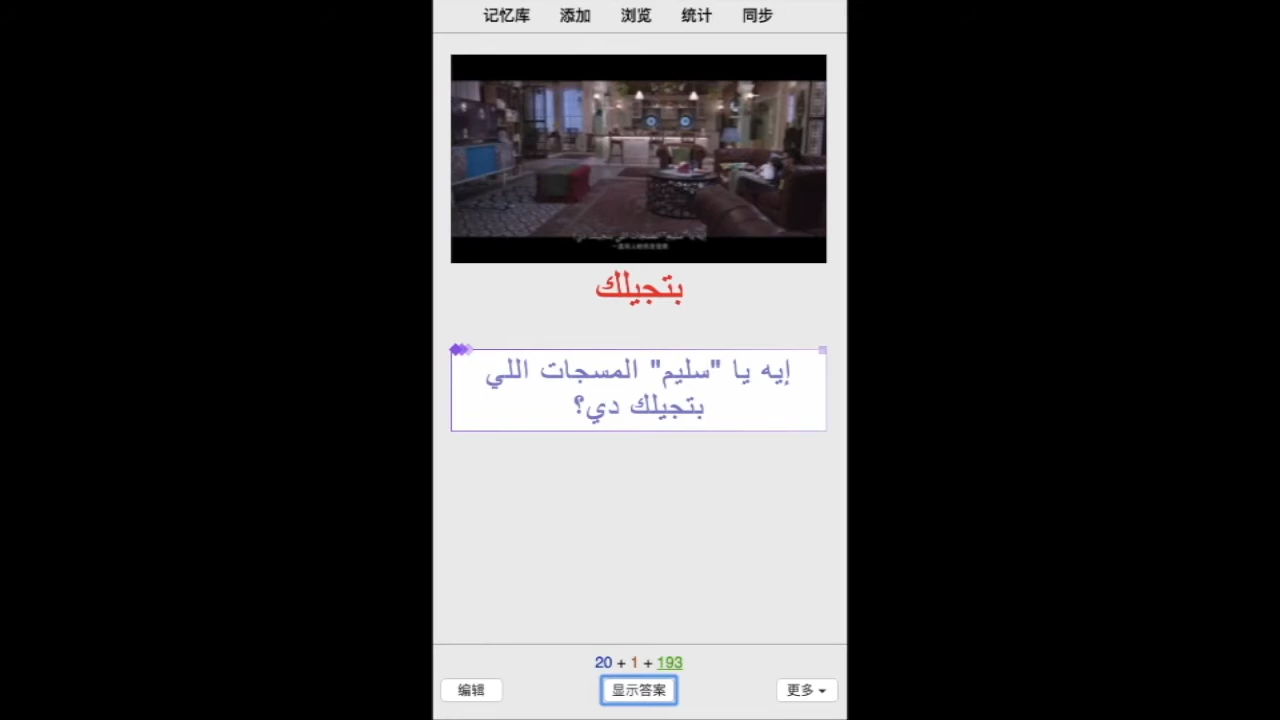 记忆库 添加 浏览 统计 同步
بتجيلك
إيه يا "سليم" المسجات اللي
بتجيلك دي؟
20 + 1 + 193
编辑 显示答案 更多